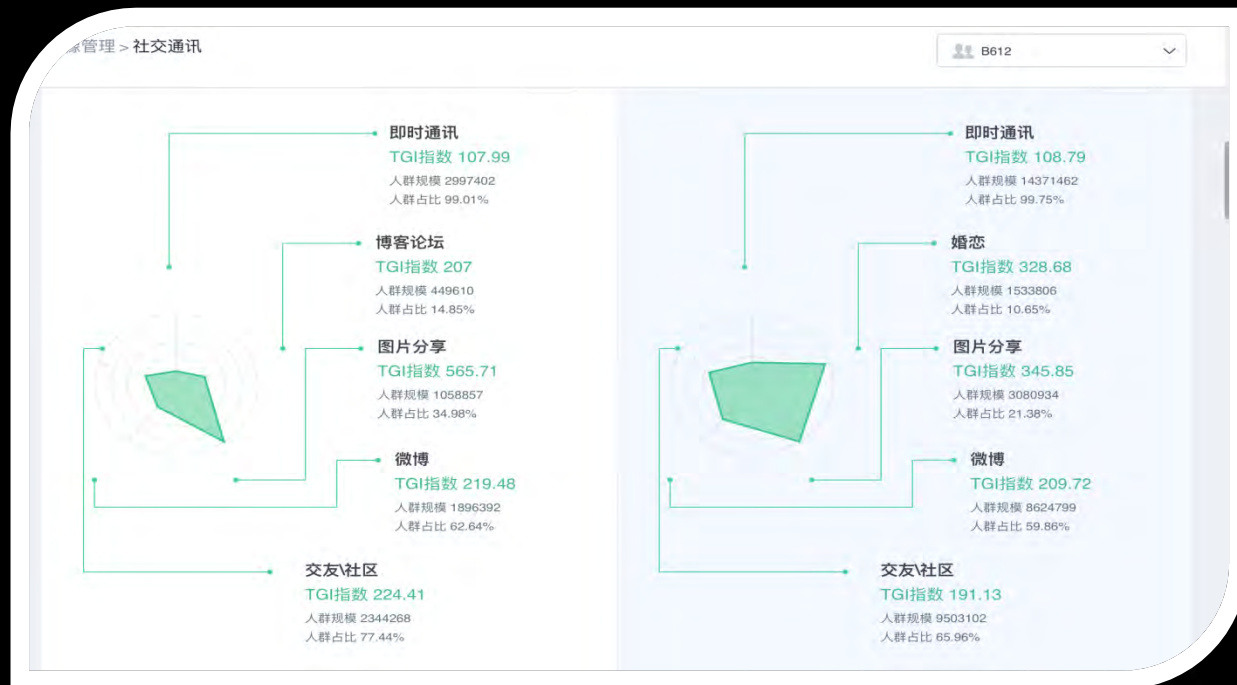 管理 > 社交通讯
B612
即时通讯
TGI指数 107.99
人群规模 2997402
人群占比 99.01%
博客论坛
TGI指数 207
人群规模 449610
人群占比 14.85%
图片分享
TGI指数 565.71
人群规模 1058857
人群占比 34.98%
微博
TGI指数 219.48
人群规模 1896392
人群占比 62.64%
交友\社区
TGI指数 224.41
人群规模 2344268
人群占比 77.44%
即时通讯
TGI指数 108.79
人群规模 14371462
人群占比 99.75%
婚恋
TGI指数 328.68
人群规模 1533806
人群占比 10.65%
图片分享
TGI指数 345.85
人群规模 3080934
人群占比 21.38%
微博
TGI指数 209.72
人群规模 8624799
人群占比 59.86%
交友\社区
TGI指数 191.13
人群规模 9503102
人群占比 65.96%